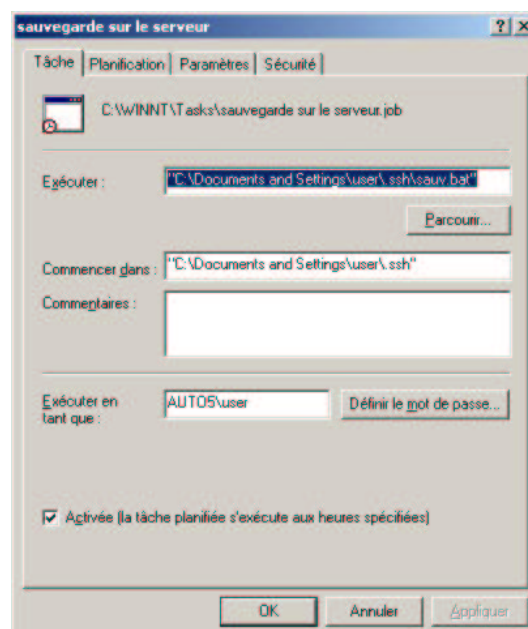 sauvegarde sur le serveur
Tâche Planification Paramètres Sécurité
C:\WINNT\Tasks\sauvegarde sur le serveur.job
Exécuter :
"C:\Documents and Settings\user\.ssh\sauv.bat"
Parcourir...
Commencer dans :
"C:\Documents and Settings\user\.ssh"
Commentaires :
Exécuter en
tant que :
AUTO5\user
Définir le mot de passe...
Activée (la tâche planifiée s'exécute aux heures spécifiées)
OK Annuler Appliquer